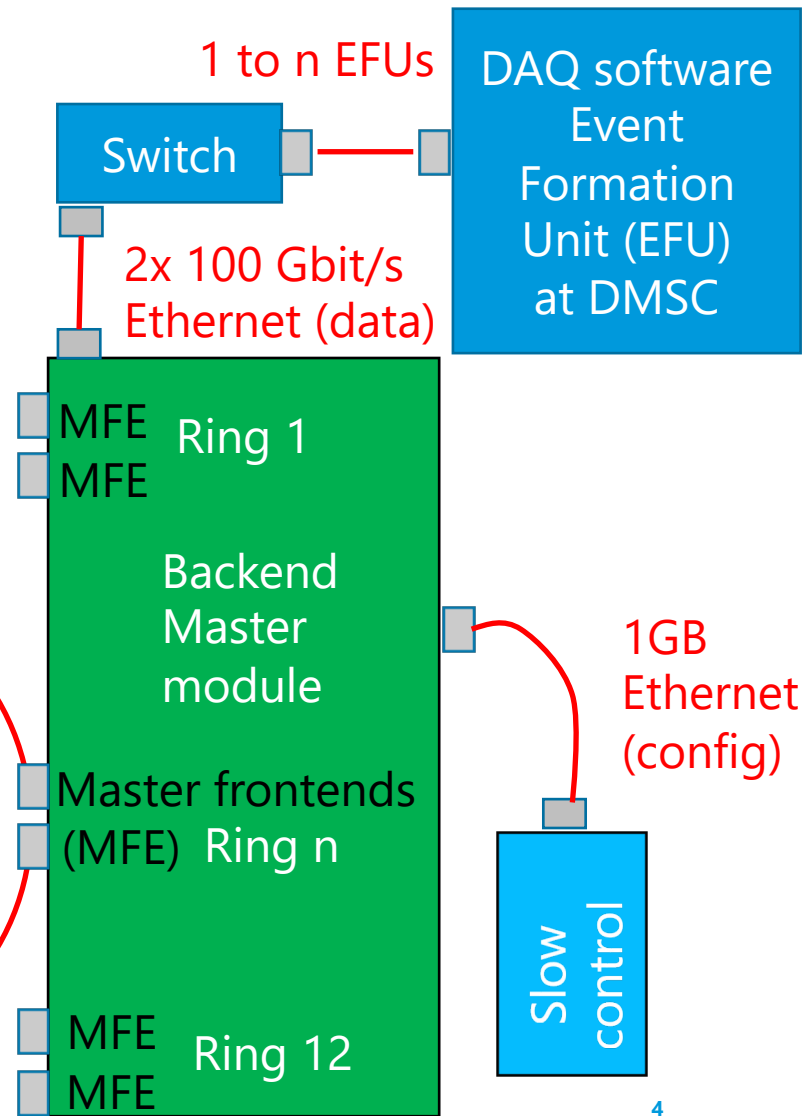 1 to n EFUs
DAQ software
Event
Formation
Unit (EFU)
at DMSC
Switch
2x 100 Gbit/s
Ethernet (data)
MFE
Ring 1
MFE
Backend
Master
module
1GB
Ethernet
(config)
Master frontends
(MFE) Ring n
Slow
control
MFE
Ring 12
MFE
4